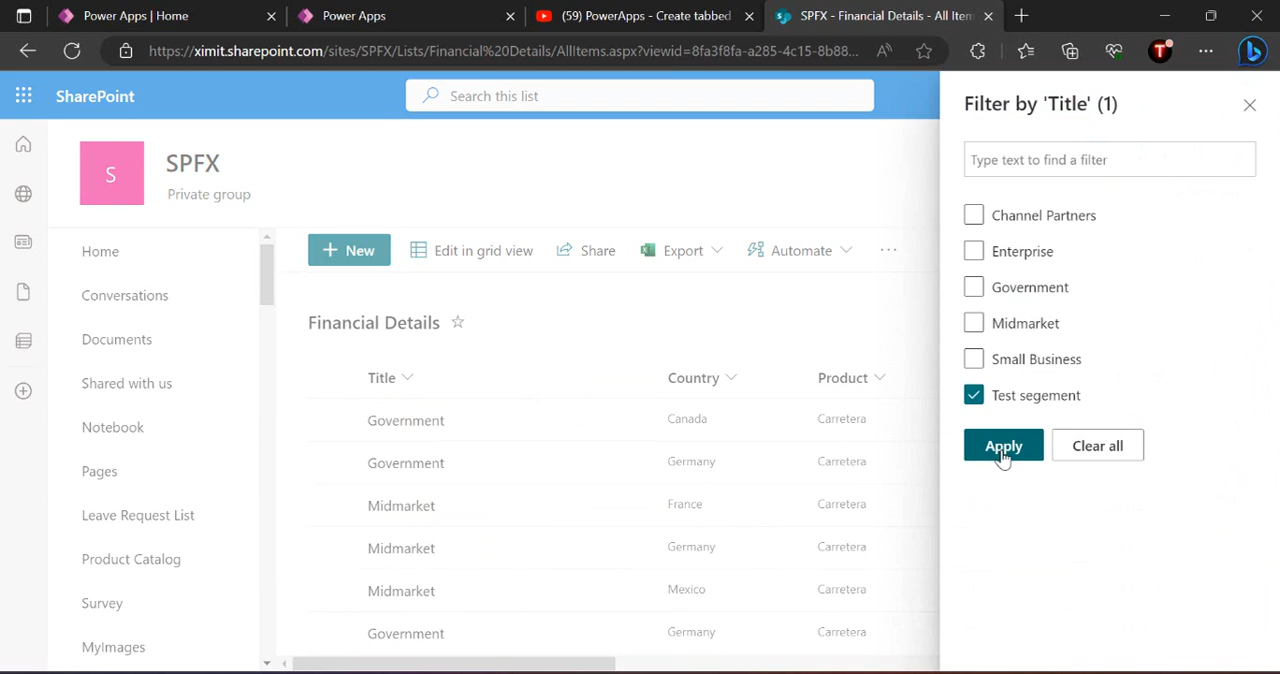 Power Apps | Home
Power Apps
(59) PowerApps - Create tabbed
SPFX - Financial Details - All Item
https://ximit.sharepoint.com/sites/SPFX/Lists/Financial%20Details/AllItems.aspx?viewid=8fa3f8fa-a285-4c15-8b88...
T
SharePoint
Search this list
S
SPFX
Private group
Home
Conversations
Documents
Shared with us
Notebook
Pages
Leave Request List
Product Catalog
Survey
MyImages
New
Edit in grid view
Share
Export
Automate
Financial Details
Title Country Product
Government Canada Carretera
Government Germany Carretera
Midmarket France Carretera
Midmarket Germany Carretera
Midmarket Mexico Carretera
Government Germany Carretera
Filter by 'Title' (1)
Type text to find a filter
Channel Partners
Enterprise
Government
Midmarket
Small Business
Test segement
Apply
Clear all